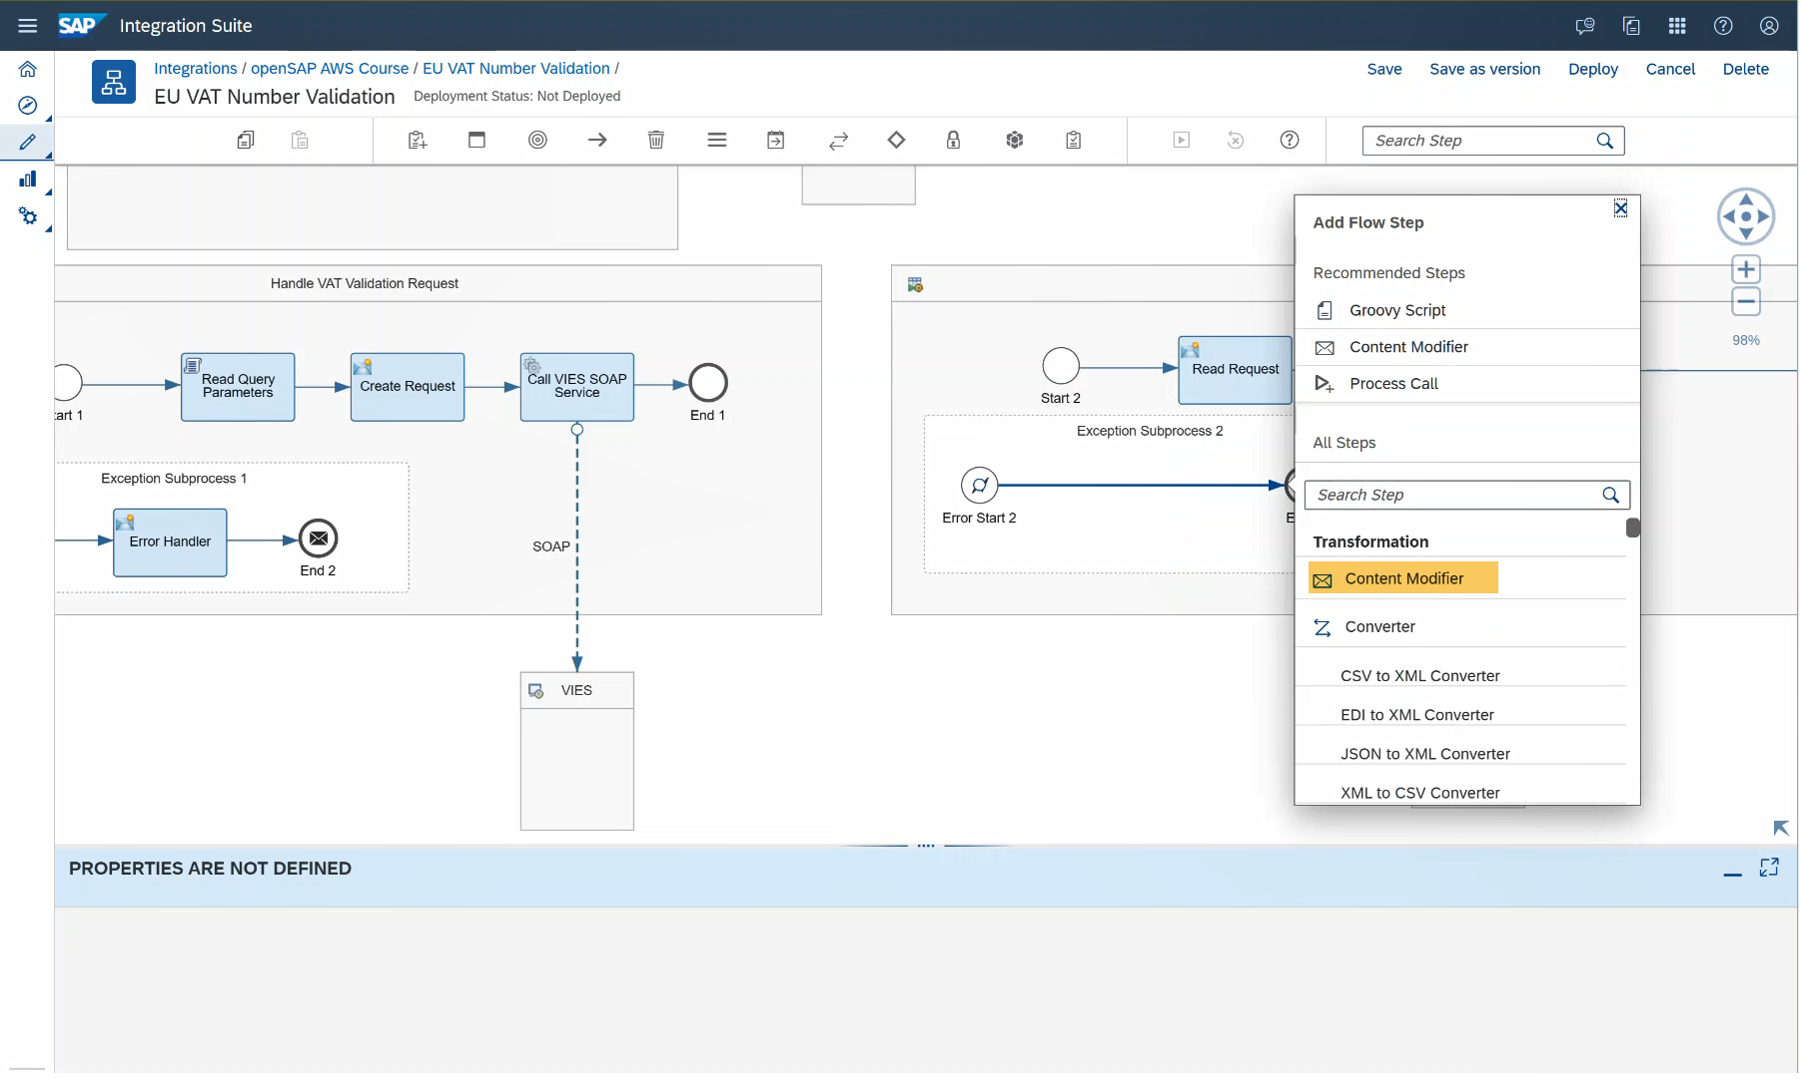 SAP Integration Suite
Integrations / openSAP AWS Course / EU VAT Number Validation /
EU VAT Number Validation
Deployment Status: Not Deployed
Save
Save as version
Deploy
Cancel
Delete
Search Step
Handle VAT Validation Request
Read Query
Parameters
Create Request
Call VIES SOAP
Service
End 1
Exception Subprocess 1
Error Handler
End 2
SOAP
VIES
Start 2
Read Request
Exception Subprocess 2
Error Start 2
Add Flow Step
Recommended Steps
Groovy Script
Content Modifier
Process Call
All Steps
Search Step
Transformation
Content Modifier
Converter
CSV to XML Converter
EDI to XML Converter
JSON to XML Converter
XML to CSV Converter
98%
PROPERTIES ARE NOT DEFINED